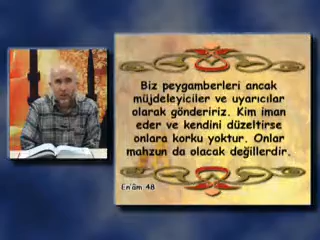 Biz peygamberleri ancak
müjdeleyiciler ve uyarıcılar
olarak göndeririz. Kim iman
eder ve kendini düzeltirse
onlara korku yoktur. Onlar
mahzun da olacak değillerdir.
En'âm 48